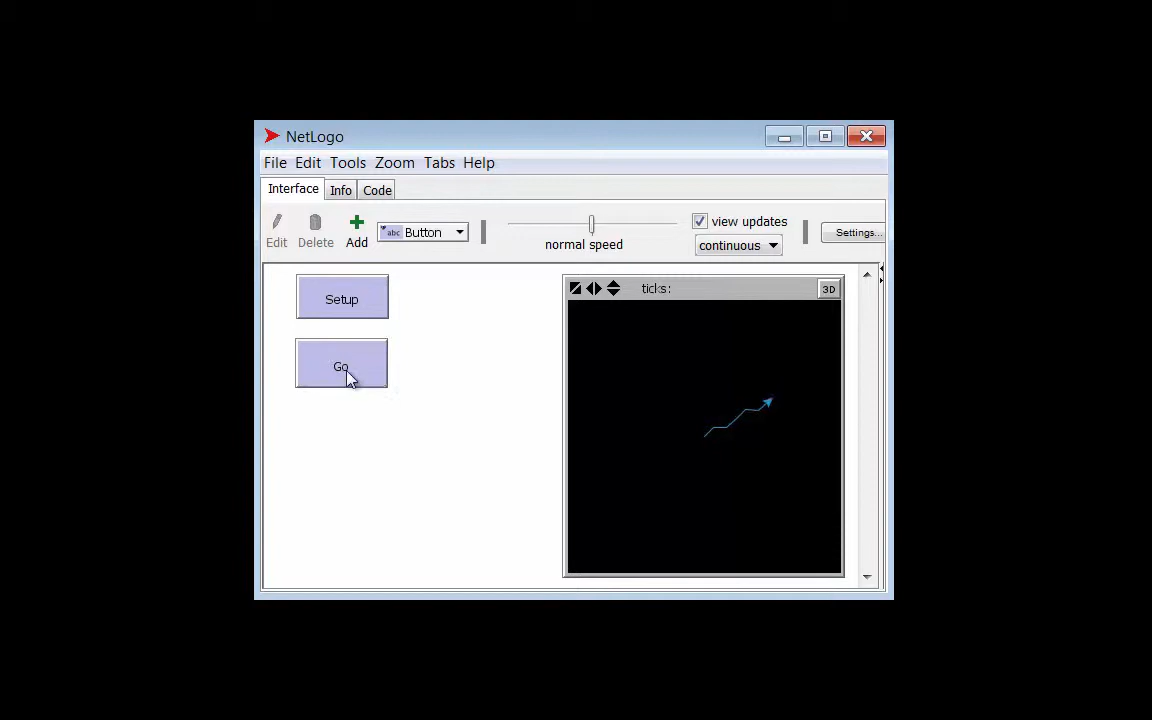 NetLogo
File Edit Tools Zoom Tabs Help
Interface Info Code
Edit Delete Add abc Button normal speed view updates continuous Settings...
Setup
ticks: 3D
Go